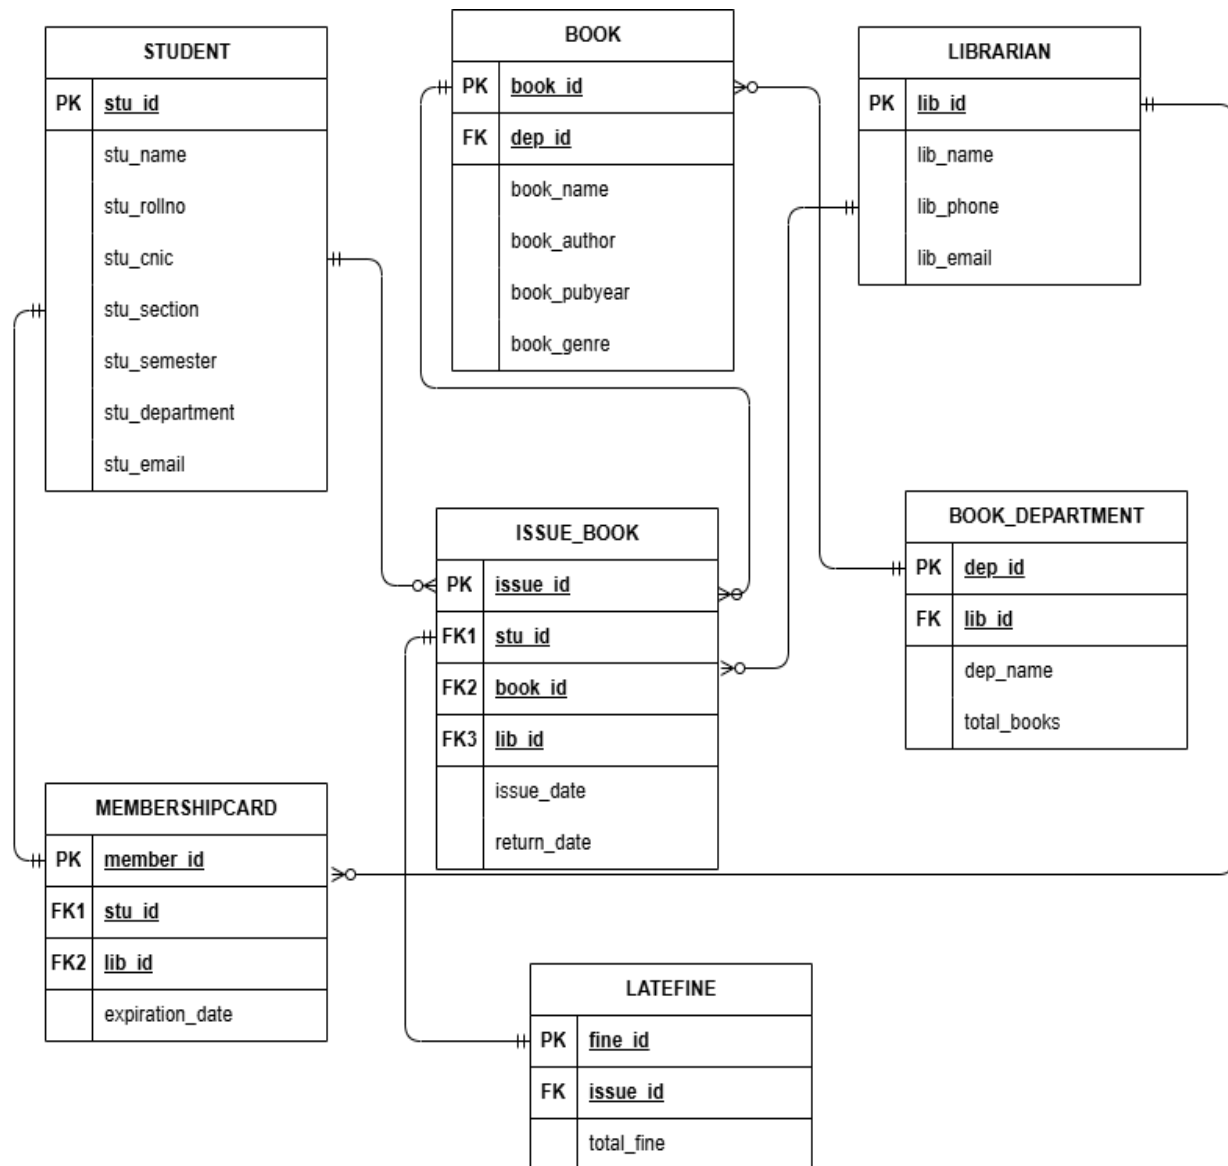 STUDENT
PK stu_id
stu_name
stu_rollno
stu_cnic
stu_section
stu_semester
stu_department
stu_email
BOOK
PK book_id
FK dep_id
book_name
book_author
book_pubyear
book_genre
LIBRARIAN
PK lib_id
lib_name
lib_phone
lib_email
ISSUE_BOOK
PK issue_id
FK1 stu_id
FK2 book_id
FK3 lib_id
issue_date
return_date
BOOK_DEPARTMENT
PK dep_id
FK lib_id
dep_name
total_books
MEMBERSHIPCARD
PK member_id
FK1 stu_id
FK2 lib_id
expiration_date
LATEFINE
PK fine_id
FK issue_id
total_fine